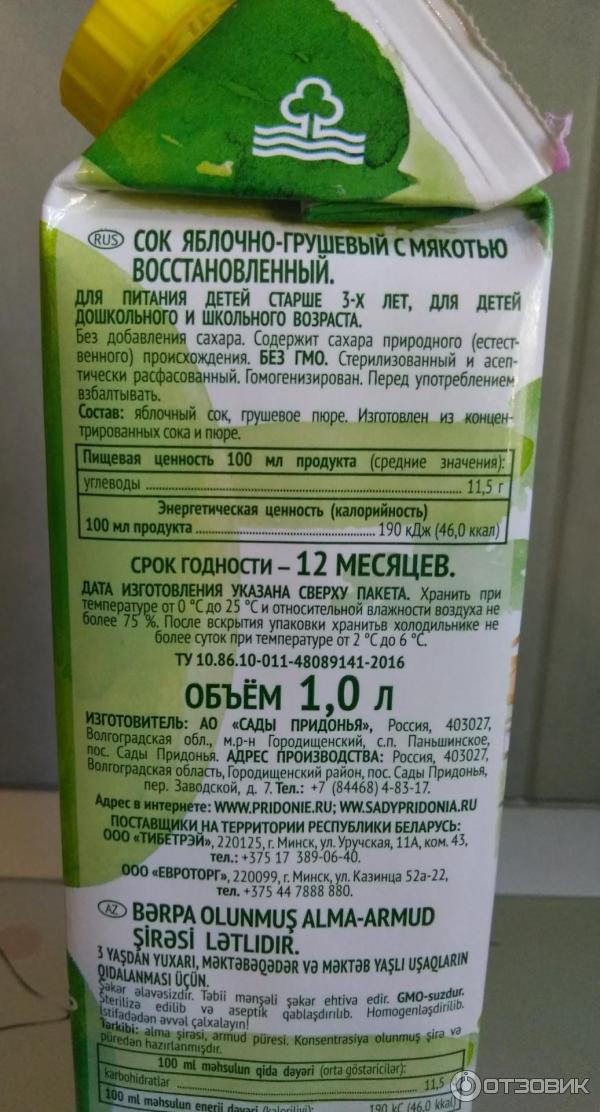 RUS СОК ЯБЛОЧНО-ГРУШЕВЫЙ С МЯКОТЬЮ
ВОССТАНОВЛЕННЫЙ.
ДЛЯ ПИТАНИЯ ДЕТЕЙ СТАРШЕ 3-Х ЛЕТ, ДЛЯ ДЕТЕЙ
ДОШКОЛЬНОГО И ШКОЛЬНОГО ВОЗРАСТА.
Без добавления сахара. Содержит сахара природного (естест-
венного) происхождения. БЕЗ ГМО. Стерилизованный и асеп-
тически расфасованный. Гомогенизирован. Перед употреблением
взбалтывать.
Состав: яблочный сок, грушевое пюре. Изготовлен из концен-
трированных сока и пюре.
Пищевая ценность 100 мл продукта (средние значения):
углеводы ........ 11,5 г
Энергетическая ценность (калорийность)
100 мл продукта ........ 190 кДж (46,0 ккал)
СРОК ГОДНОСТИ – 12 МЕСЯЦЕВ.
ДАТА ИЗГОТОВЛЕНИЯ УКАЗАНА СВЕРХУ ПАКЕТА. Хранить при
температуре от 0 °C до 25 °C и относительной влажности воздуха не
более 75 %. После вскрытия упаковки хранитьв холодильнике не
более суток при температуре от 2 °C до 6 °C.
ТУ 10.86.10-011-48089141-2016
ОБЪЁМ 1,0 Л
ИЗГОТОВИТЕЛЬ: АО «САДЫ ПРИДОНЬЯ», Россия, 403027,
Волгоградская обл., м.р-н Городищенский, с.п. Паньшинское,
пос. Сады Придонья. АДРЕС ПРОИЗВОДСТВА: Россия, 403027,
Волгоградская область, Городищенский район, пос. Сады Придонья,
пер. Заводской, д. 7. Тел.: +7 (84468) 4-83-17.
Адрес в интернете: WWW.PRIDONIE.RU; WW.SADYPRIDONIA.RU
ПОСТАВЩИКИ НА ТЕРРИТОРИИ РЕСПУБЛИКИ БЕЛАРУСЬ:
ООО «ТИБЕТРЭЙ», 220125, г. Минск, ул. Уручская, 11А, ком. 43,
тел.: +375 17 389-06-40.
ООО «ЕВРОТОРГ», 220099, г. Минск, ул. Казинца 52а-22,
тел. +375 44 7888 880.
AZ BƏRPA OLUNMUŞ ALMA-ARMUD
ŞİRƏSİ LƏTLIDIR.
3 YAŞDAN YUXARI, MƏKTƏBƏQƏDƏR VƏ MƏKTƏB YAŞLI UŞAQLARIN
QIDALANMASI ÜÇÜN.
Şəkər əlavəsizdir. Təbii mənşəli şəkər ehtiva edir. GMO-suzdur.
Sterilizə edilib və aseptik qablaşdırılıb. Homogenləşdirilib.
İstifadədən əvvəl çalxalayın!
Tərkibi: alma şirəsi, armud püresi. Konsentrasiya olunmuş şirə və
püredən hazırlanmışdır.
100 ml məhsulun qida dəyəri (orta göstəricilər):
karbohidratlar ........ 11,5
100 ml məhsulun enerji dəyəri (kaloriliyi) ........ 190 kC (46,0 kkal)
ОТЗОВИК